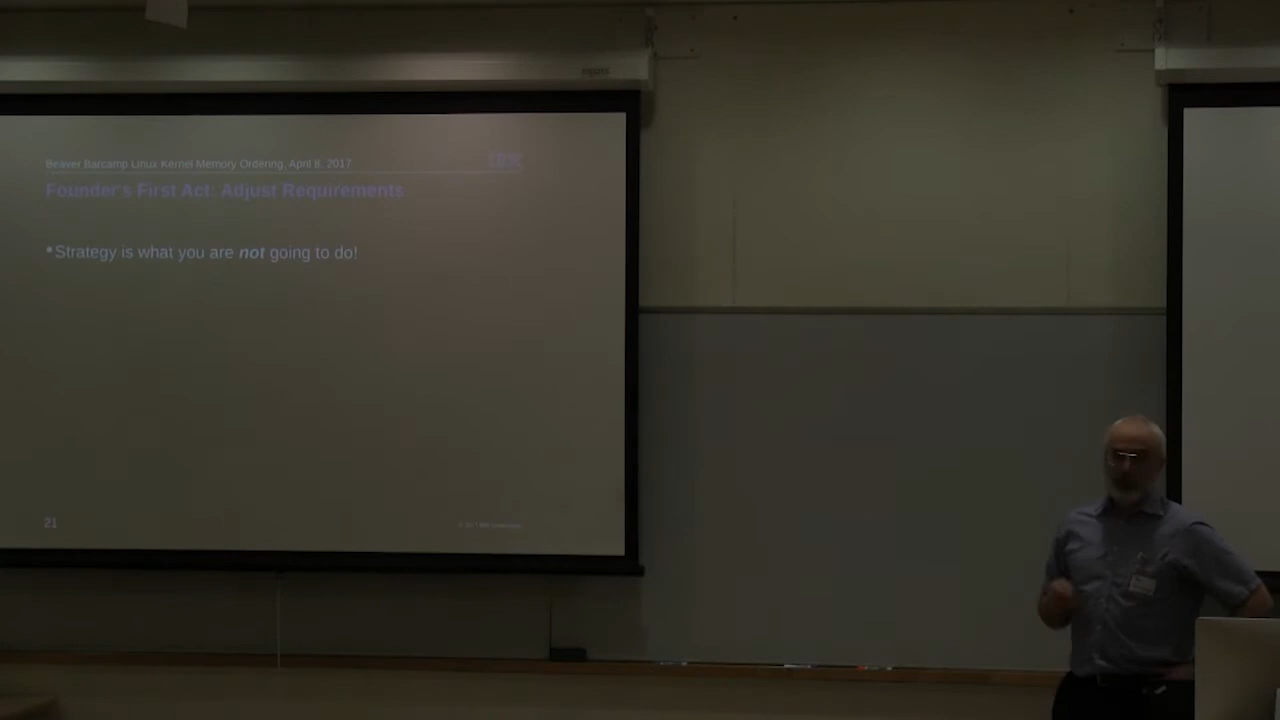 Beaver Barcamp Linux Kernel Memory Ordering, April 8, 2017
IBM
Founder's First Act: Adjust Requirements
Strategy is what you are not going to do!
21